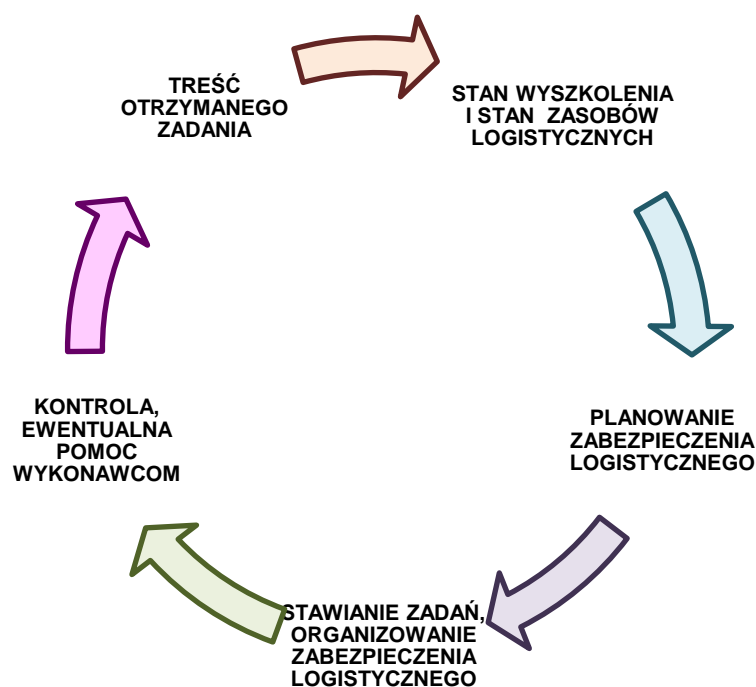 TREŚĆ
OTRZYMANEGO
ZADANIA
STAN WYSZKOLENIA
I STAN ZASOBÓW
LOGISTYCZNYCH
PLANOWANIE
ZABEZPIECZENIA
LOGISTYCZNEGO
STAWIANIE ZADAŃ,
ORGANIZOWANIE
ZABEZPIECZENIA
LOGISTYCZNEGO
KONTROLA,
EWENTUALNA
POMOC
WYKONAWCOM